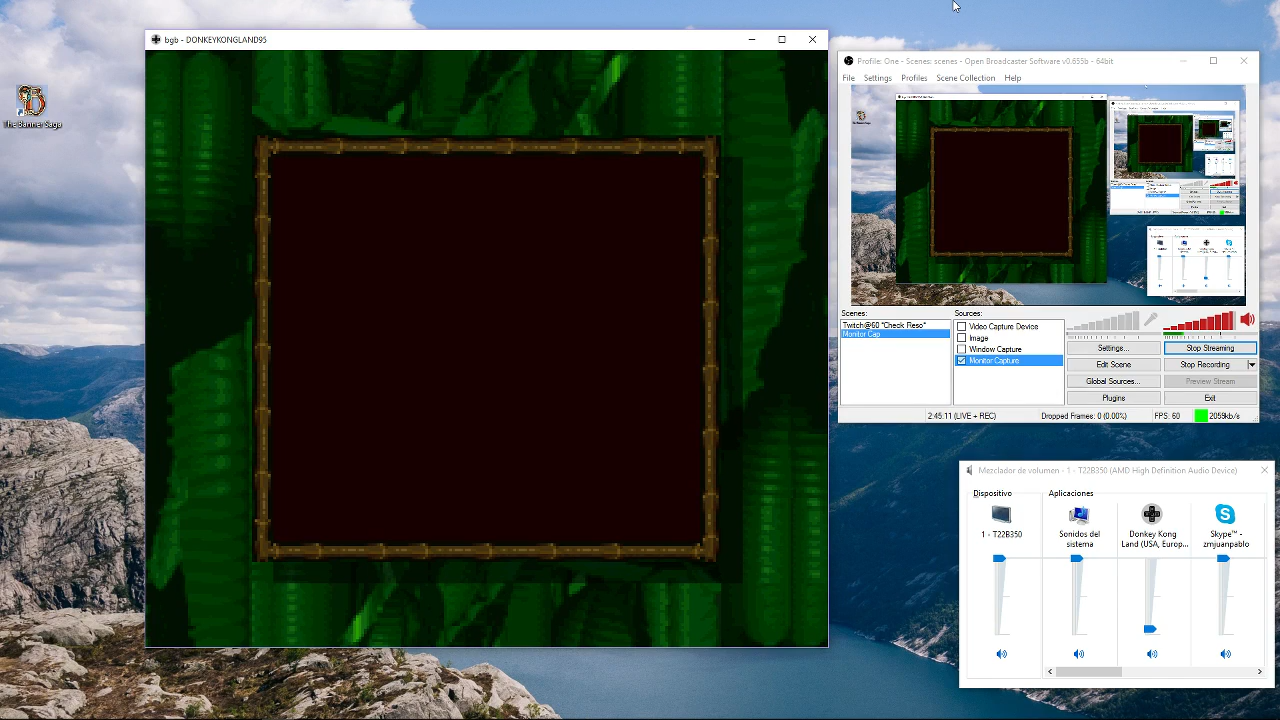 The Banner Saga
bgb - DONKEYKONGLAND95
Profile: One - Scenes: scenes - Open Broadcaster Software v0.655b - 64bit
File Settings Profiles Scene Collection Help
Scenes:
Twitch@60 *Check Reso*
Monitor Cap
Sources:
Video Capture Device
Image
Window Capture
Monitor Capture
Settings...
Stop Streaming
Edit Scene
Stop Recording
Global Sources...
Preview Stream
Plugins
Exit
2:45:11 (LIVE + REC)
Dropped Frames: 0 (0.00%)
FPS: 60
2055kb/s
Mezclador de volumen - 1 - T22B350 (AMD High Definition Audio Device)
Dispositivo
Aplicaciones
1 - T22B350
Sonidos del
sistema
Donkey Kong
Land (USA, Europ...
Skype™ -
zmjuanpablo